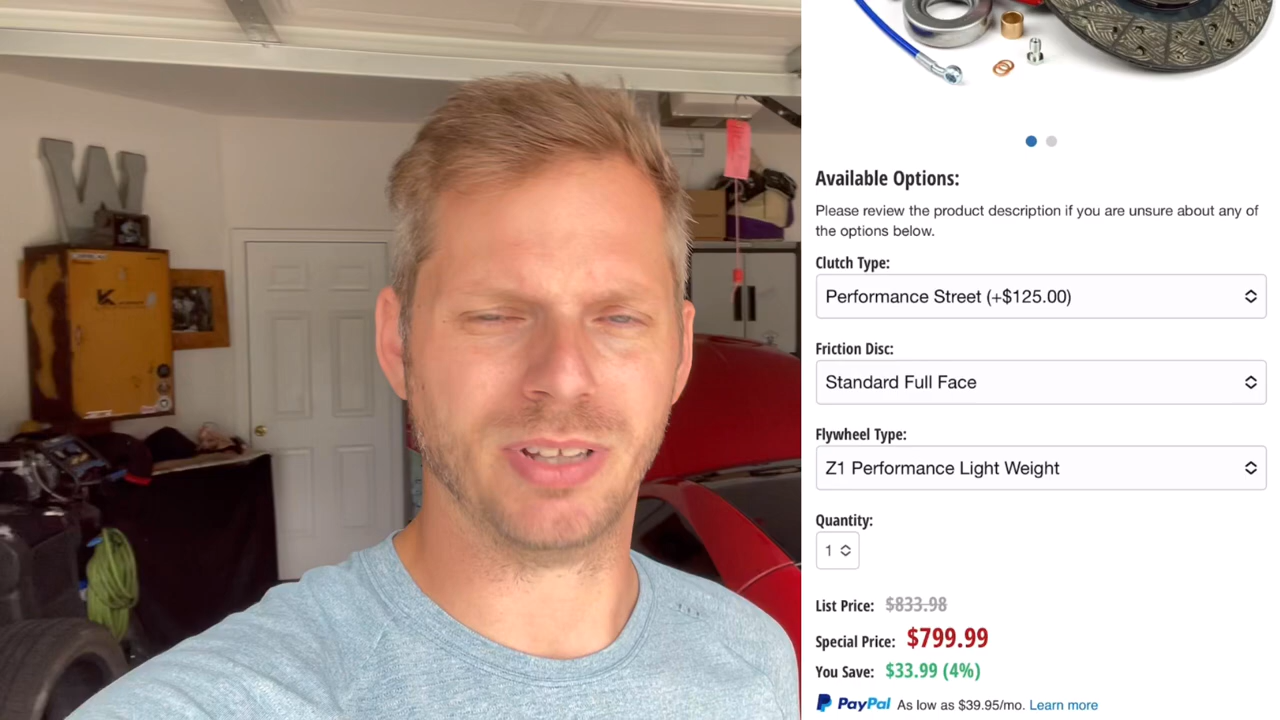 W
K
Available Options:
Please review the product description if you are unsure about any of
the options below.
Clutch Type:
Performance Street (+$125.00)
Friction Disc:
Standard Full Face
Flywheel Type:
Z1 Performance Light Weight
Quantity:
1
List Price: $833.98
Special Price: $799.99
You Save: $33.99 (4%)
PayPal As low as $39.95/mo. Learn more